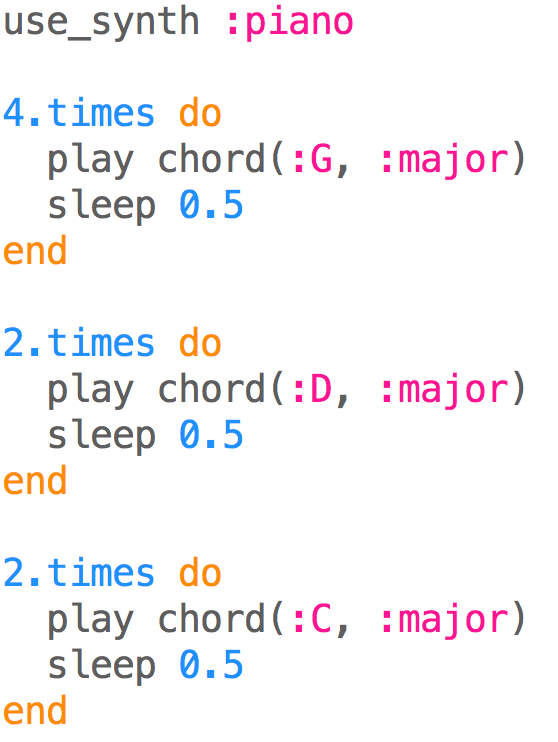 use_synth :piano
4.times do
play chord(:G, :major)
sleep 0.5
end
2.times do
play chord(:D, :major)
sleep 0.5
end
2.times do
play chord(:C, :major)
sleep 0.5
end